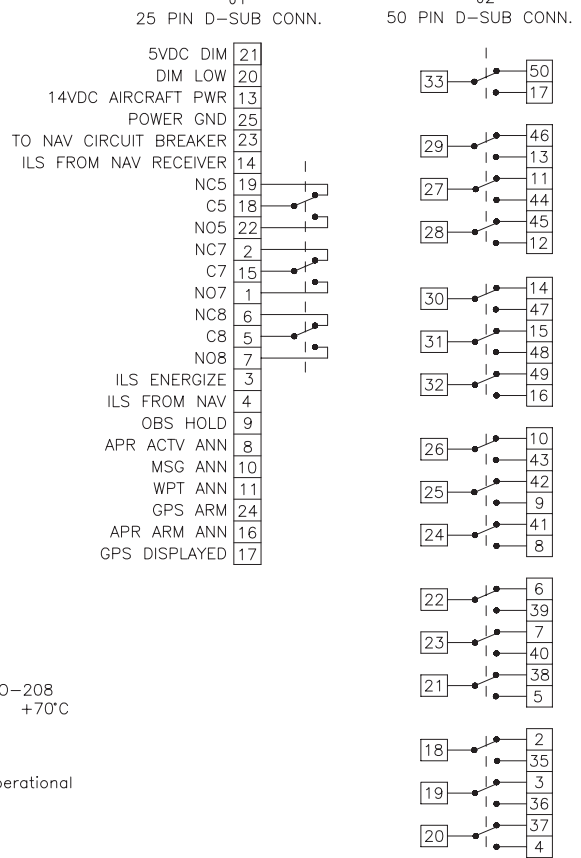 25 PIN D-SUB CONN.
5VDC DIM 21
DIM LOW 20
14VDC AIRCRAFT PWR 13
POWER GND 25
TO NAV CIRCUIT BREAKER 23
ILS FROM NAV RECEIVER 14
NC5 19
C5 18
NO5 22
NC7 2
C7 15
NO7 1
NC8 6
C8 5
NO8 7
ILS ENERGIZE 3
ILS FROM NAV 4
OBS HOLD 9
APR ACTV ANN 8
MSG ANN 10
WPT ANN 11
GPS ARM 24
APR ARM ANN 16
GPS DISPLAYED 17
O-208
+70°C
perational
50 PIN D-SUB CONN.
33
50
17
29
46
13
27
11
44
28
45
12
30
14
47
31
15
48
32
49
16
26
10
43
25
42
9
24
41
8
22
6
39
23
7
40
21
38
5
18
2
35
19
3
36
20
37
4